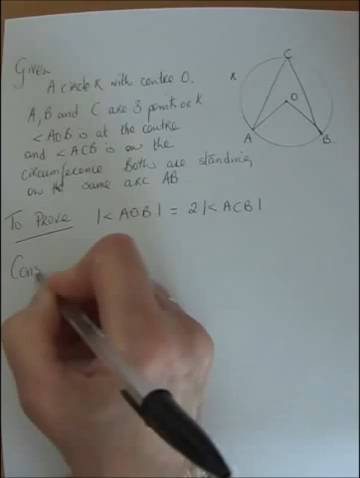 Given
A circle K with centre O.
A, B and C are 3 points on K
<AOB is at the centre
and <ACB is on the
circumference Both are standing
on the same arc AB.
To Prove |<AOB| = 2|<ACB|
Cons
K
C
O
A
B